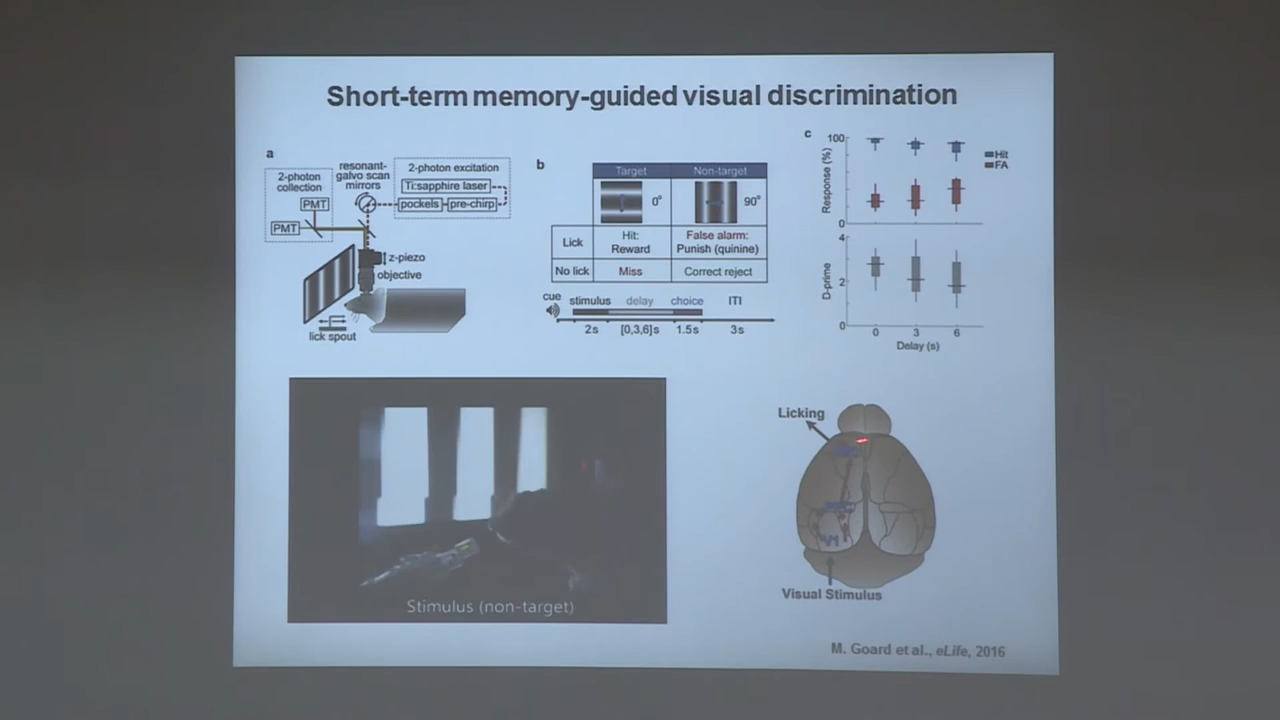 Short-term memory-guided visual discrimination
a
2-photon
collection
PMT
PMT
resonant-
galvo scan
mirrors
2-photon excitation
Ti:sapphire laser
pockels
pre-chirp
z-piezo
objective
lick spout
b
Target
Non-target
0°
90°
Lick
Hit:
Reward
False alarm:
Punish (quinine)
No lick
Miss
Correct reject
cue
stimulus
delay
choice
ITI
2s
[0,3,6]s
1.5s
3s
c
100
Response (%)
0
Hit
FA
4
D-prime
2
0
0
3
6
Delay (s)
Stimulus (non-target)
Licking
V1
Visual Stimulus
M. Goard et al., eLife, 2016